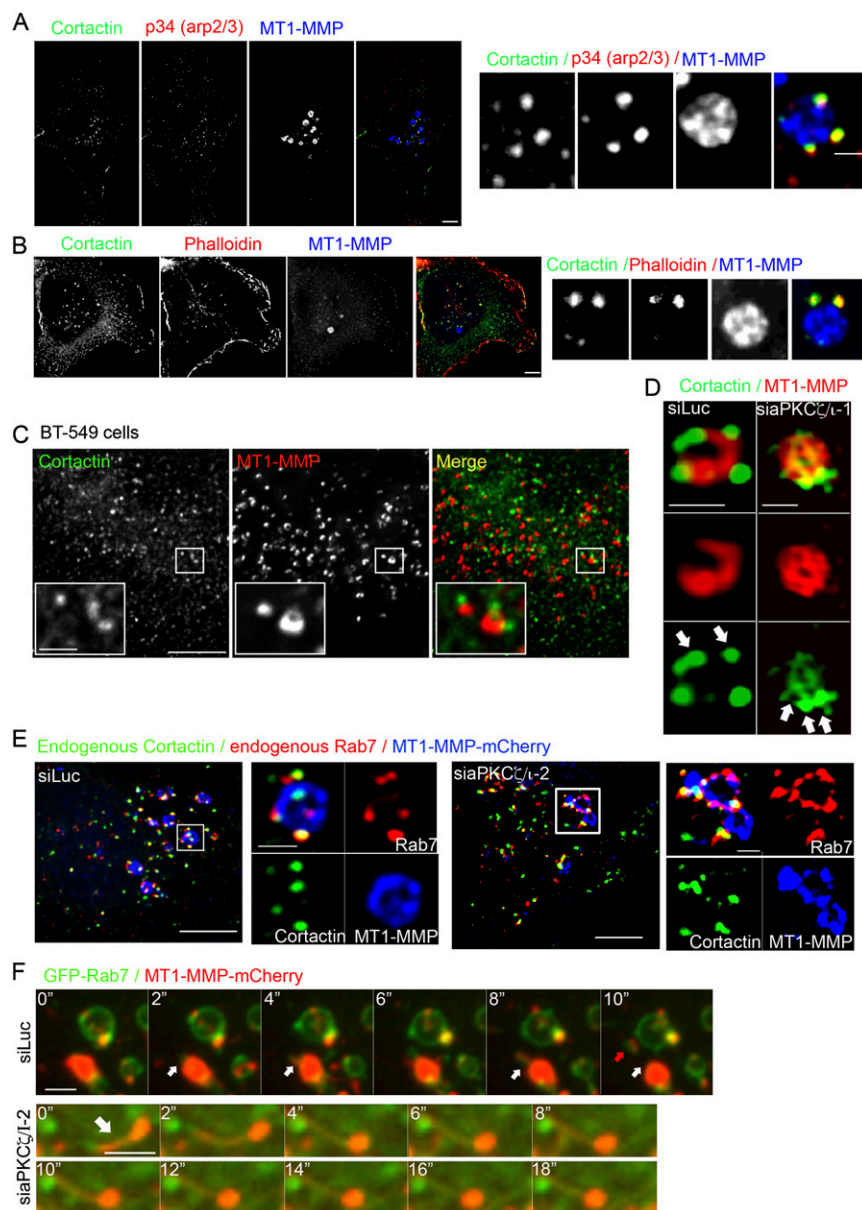 A
Cortactin p34 (arp2/3) MT1-MMP
Cortactin / p34 (arp2/3) / MT1-MMP
B
Cortactin Phalloidin MT1-MMP
Cortactin / Phalloidin / MT1-MMP
C BT-549 cells
Cortactin MT1-MMP Merge
D Cortactin / MT1-MMP
siLuc siaPKCζ/ι-1
E Endogenous Cortactin / endogenous Rab7 / MT1-MMP-mCherry
siLuc
Rab7
Cortactin MT1-MMP
siaPKCζ/ι-2
Rab7
Cortactin MT1-MMP
F GFP-Rab7 / MT1-MMP-mCherry
siLuc
0” 2” 4” 6” 8” 10”
siaPKCζ/I-2
0” 2” 4” 6” 8”
10” 12” 14” 16” 18”